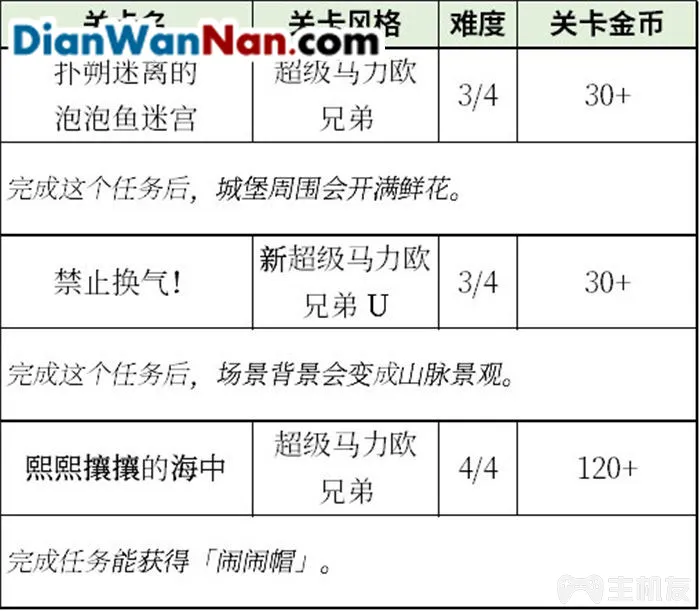 关卡名 关卡风格 难度 关卡金币
DianWanNan.com
扑朔迷离的
泡泡鱼迷宫
超级马力欧
兄弟
3/4
30+
完成这个任务后，城堡周围会开满鲜花。
禁止换气！
新超级马力欧
兄弟 U
3/4
30+
完成这个任务后，场景背景会变成山脉景观。
熙熙攘攘的海中
超级马力欧
兄弟
4/4
120+
完成任务能获得「闹闹帽」。
主机友